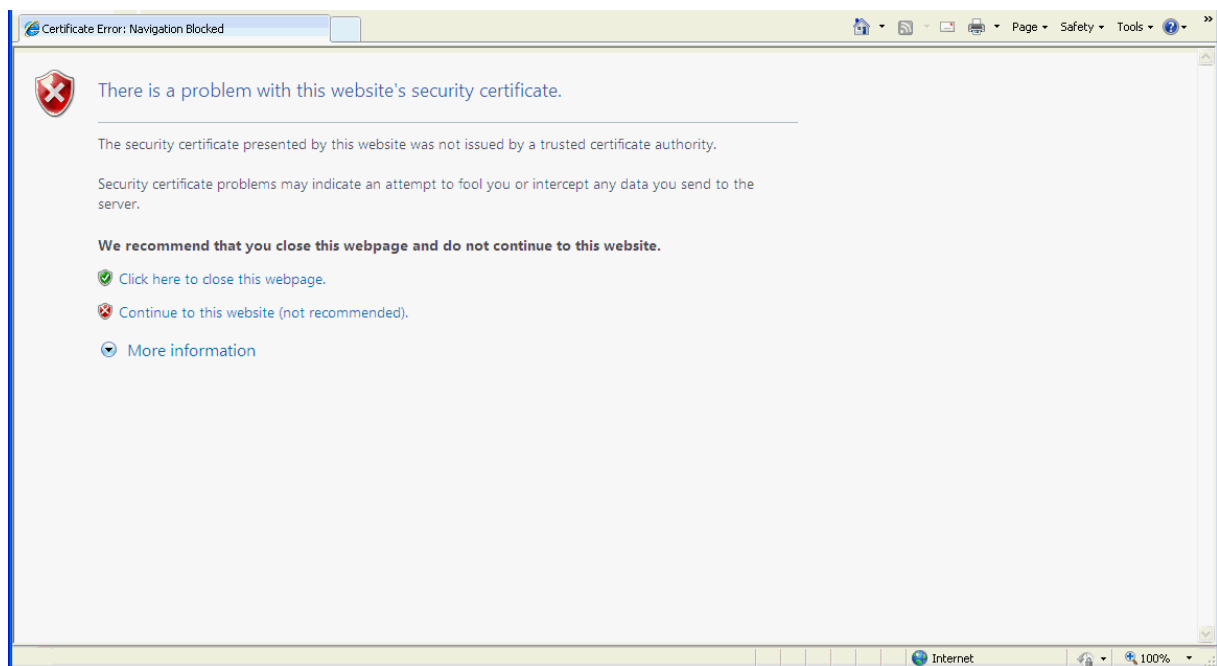 Certificate Error: Navigation Blocked
Page Safety Tools »
There is a problem with this website's security certificate.
The security certificate presented by this website was not issued by a trusted certificate authority.
Security certificate problems may indicate an attempt to fool you or intercept any data you send to the
server.
We recommend that you close this webpage and do not continue to this website.
Click here to close this webpage.
Continue to this website (not recommended).
More information
Internet 100%